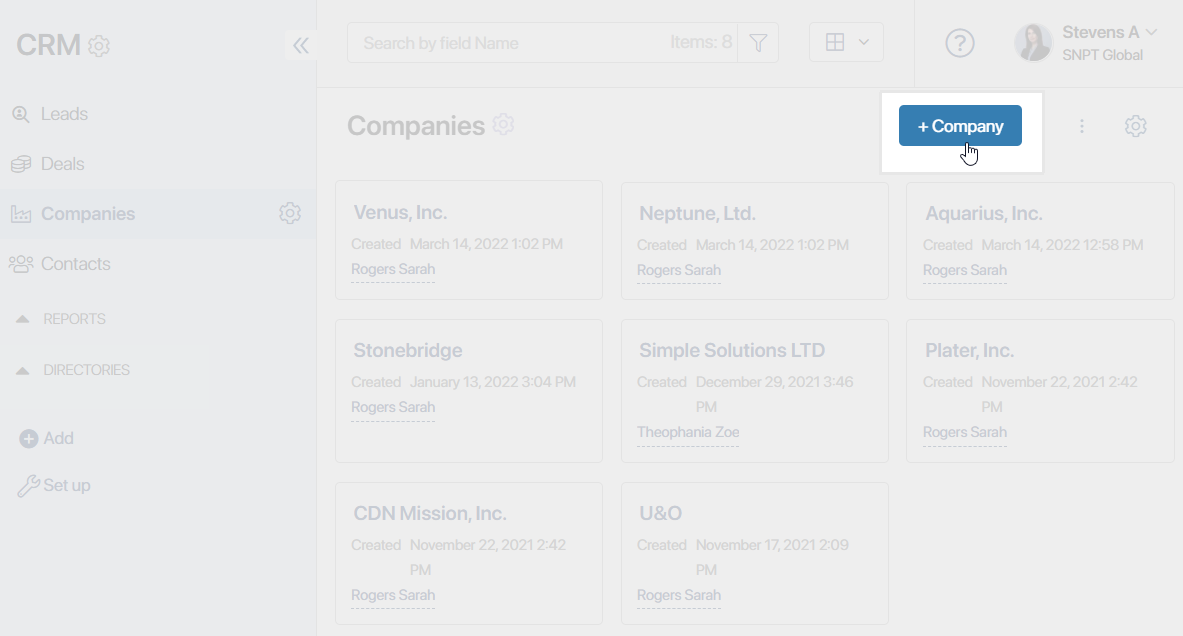 CRM
Search by field Name
Items: 8
Stevens A
SNPT Global
Leads
Deals
Companies
Contacts
REPORTS
DIRECTORIES
Add
Set up
Companies
+ Company
Venus, Inc.
Created March 14, 2022 1:02 PM
Rogers Sarah
Neptune, Ltd.
Created March 14, 2022 1:02 PM
Rogers Sarah
Aquarius, Inc.
Created March 14, 2022 12:58 PM
Rogers Sarah
Stonebridge
Created January 13, 2022 3:04 PM
Rogers Sarah
Simple Solutions LTD
Created December 29, 2021 3:46
PM
Theophania Zoe
Plater, Inc.
Created November 22, 2021 2:42
PM
Rogers Sarah
CDN Mission, Inc.
Created November 22, 2021 2:42
PM
Rogers Sarah
U&O
Created November 17, 2021 2:09
PM
Rogers Sarah